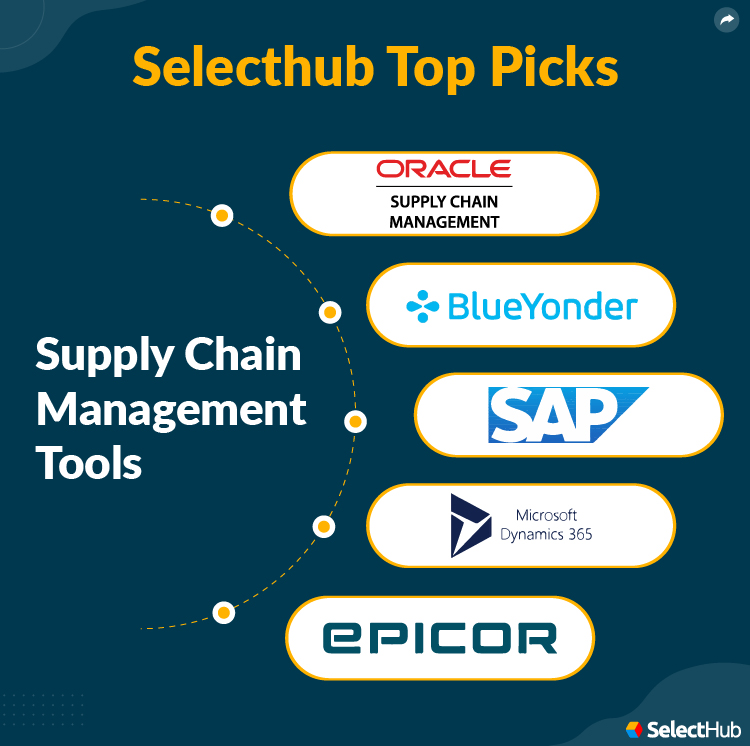 Selecthub Top Picks
ORACLE
SUPPLY CHAIN
MANAGEMENT
BlueYonder
Supply Chain
Management
Tools
SAP
Microsoft
Dynamics 365
EPICOR
SelectHub